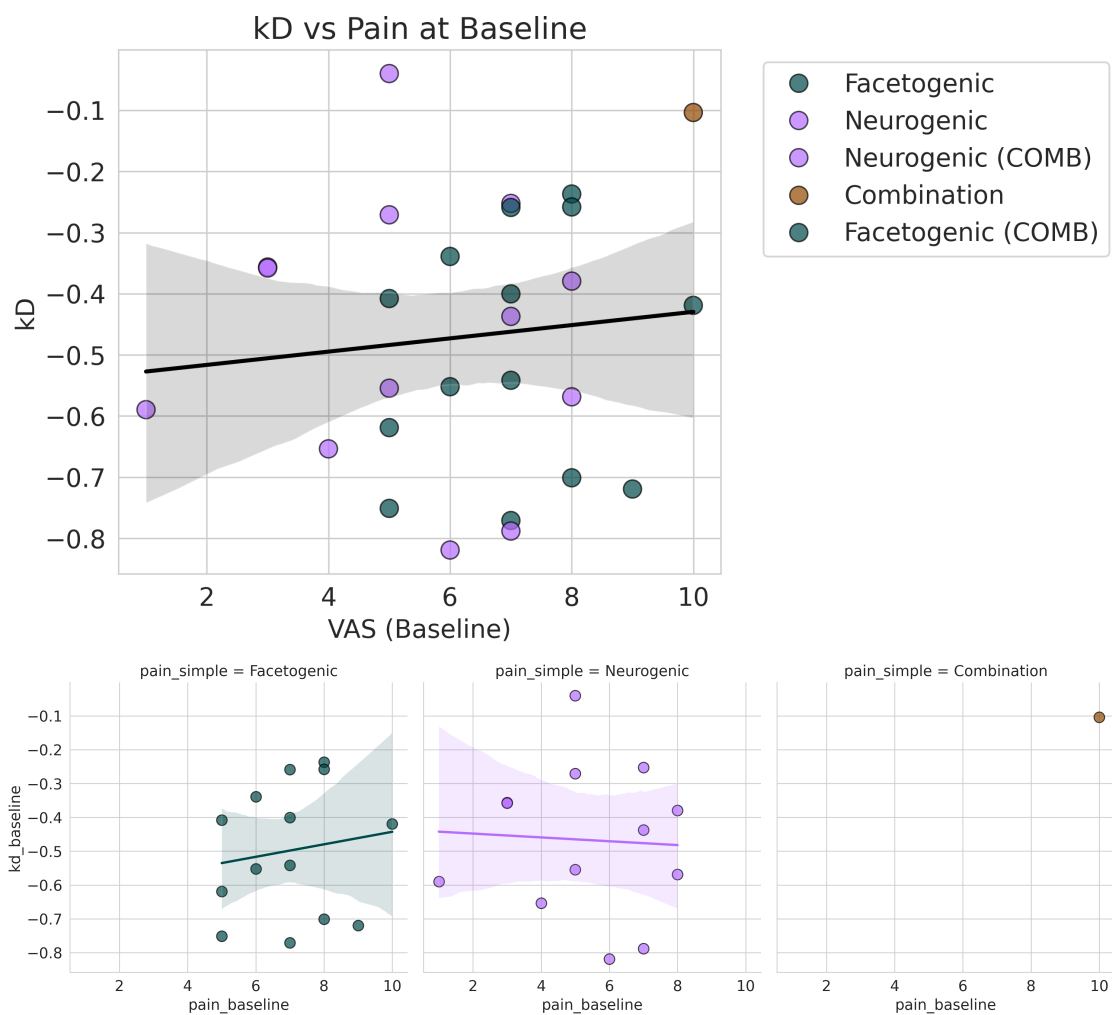 kD vs Pain at Baseline
kD
−0.1
−0.2
−0.3
−0.4
−0.5
−0.6
−0.7
−0.8
2 4 6 8 10
VAS (Baseline)
Facetogenic
Neurogenic
Neurogenic (COMB)
Combination
Facetogenic (COMB)
pain_simple = Facetogenic
pain_simple = Neurogenic
pain_simple = Combination
kd_baseline
−0.1
−0.2
−0.3
−0.4
−0.5
−0.6
−0.7
−0.8
2 4 6 8 10
pain_baseline
2 4 6 8 10
pain_baseline
2 4 6 8 10
pain_baseline